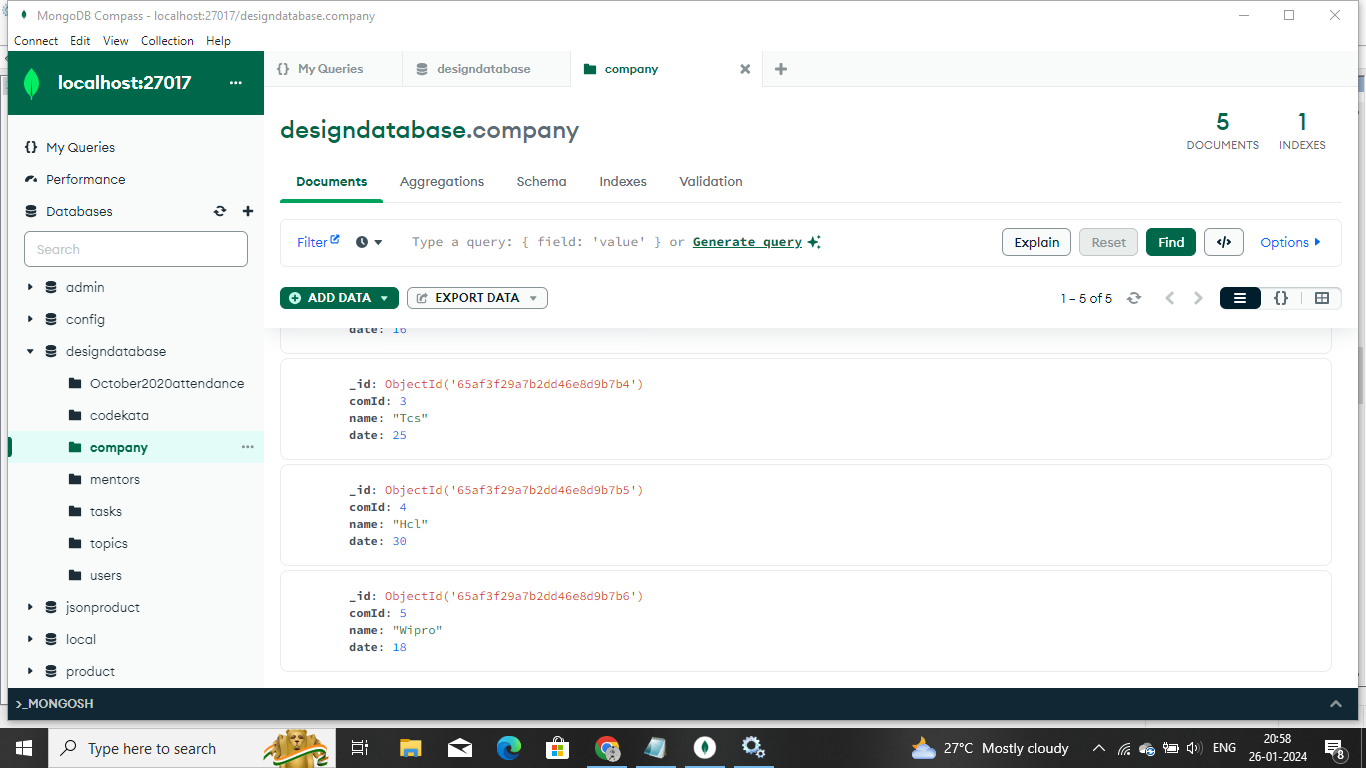 MongoDB Compass - localhost:27017/designdatabase.company
Connect Edit View Collection Help
localhost:27017
My Queries
Performance
Databases
Search
admin
config
designdatabase
October2020attendance
codekata
company
mentors
tasks
topics
users
jsonproduct
local
product
{} My Queries
designdatabase
company
designdatabase.company
5
DOCUMENTS
1
INDEXES
Documents Aggregations Schema Indexes Validation
Filter
Type a query: { field: 'value' } or Generate query
Explain Reset Find </> Options
ADD DATA EXPORT DATA 1 – 5 of 5 {}
date: 16
_id: ObjectId('65af3f29a7b2dd46e8d9b7b4')
comId: 3
name: "Tcs"
date: 25
_id: ObjectId('65af3f29a7b2dd46e8d9b7b5')
comId: 4
name: "Hcl"
date: 30
_id: ObjectId('65af3f29a7b2dd46e8d9b7b6')
comId: 5
name: "Wipro"
date: 18
>_MONGOSH
Type here to search
27°C Mostly cloudy
ENG
20:58
26-01-2024
8